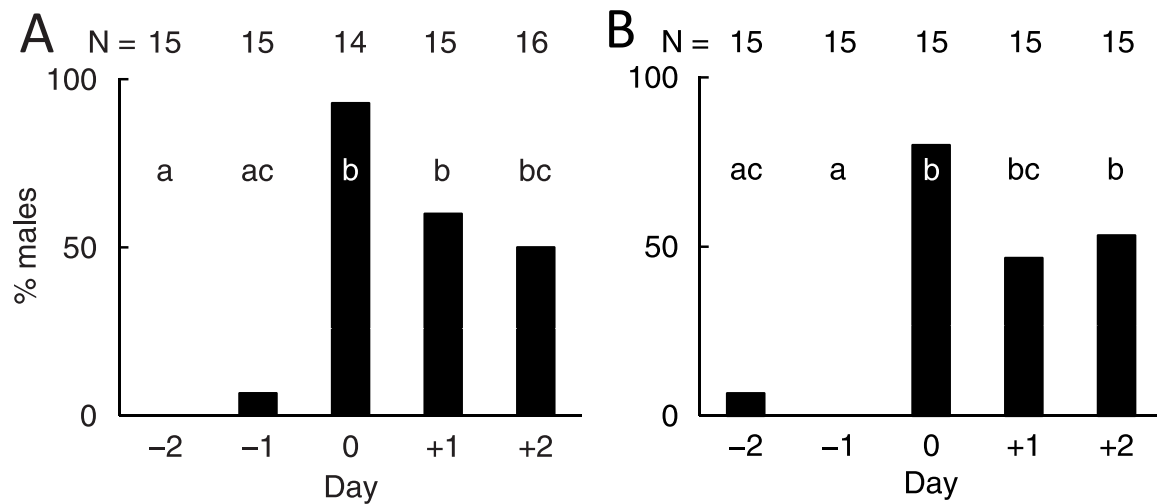 A N = 15 15 14 15 16
100
a ac b b bc
50
0
% males
−2 −1 0 +1 +2
Day
B N = 15 15 15 15 15
100
ac a b bc b
50
0
−2 −1 0 +1 +2
Day